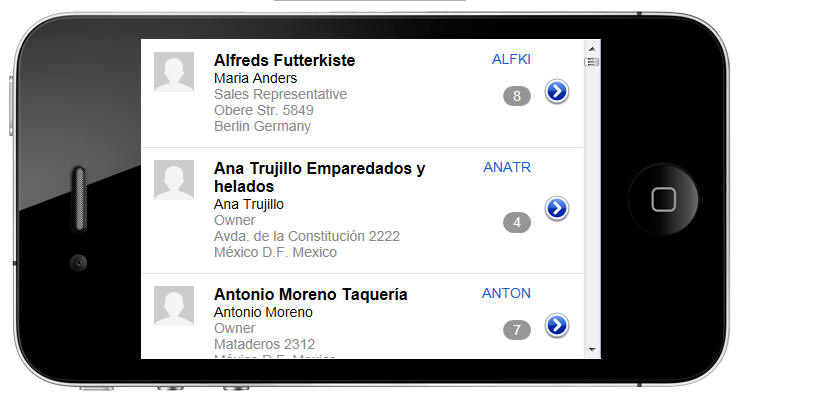 Alfreds Futterkiste ALFKI
Maria Anders
Sales Representative 8
Obere Str. 5849
Berlin Germany
Ana Trujillo Emparedados y ANATR
helados
Ana Trujillo
Owner 4
Avda. de la Constitución 2222
México D.F. Mexico
Antonio Moreno Taquería ANTON
Antonio Moreno
Owner 7
Mataderos 2312
México D.F. Mexico